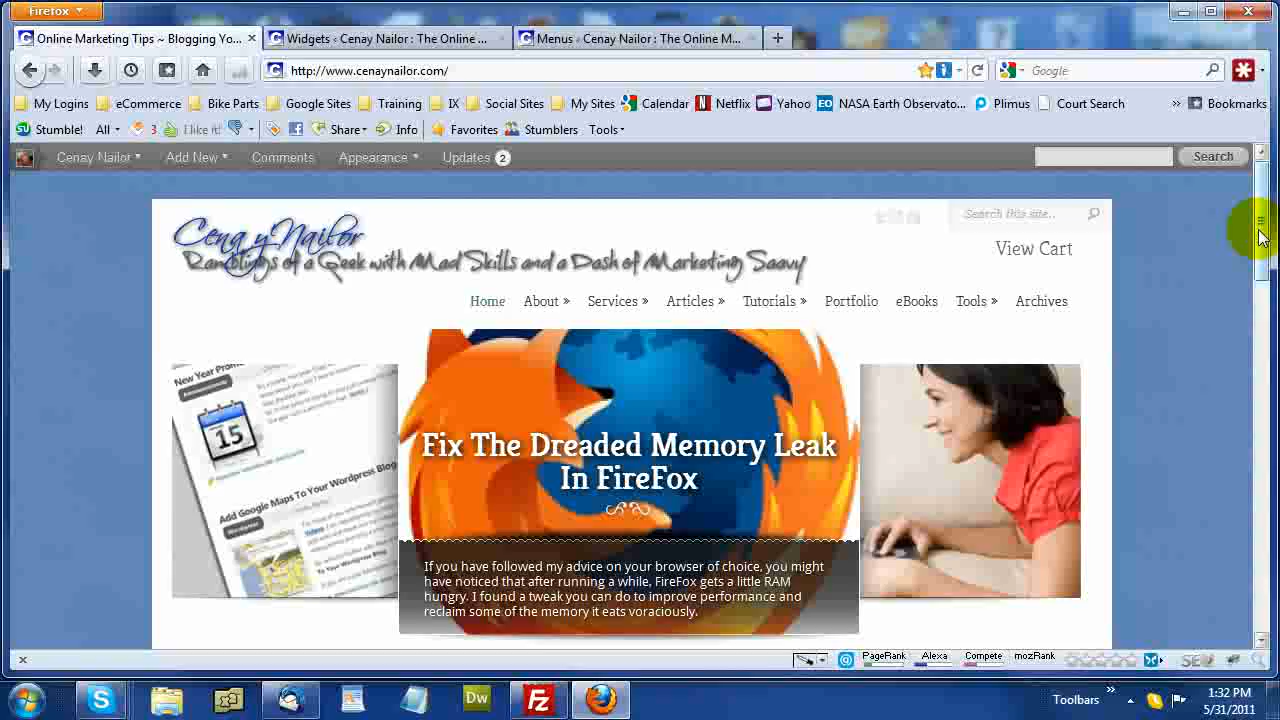 Firefox
Online Marketing Tips ~ Blogging Yo...
Widgets ‹ Cenay Nailor : The Online ...
Menus ‹ Cenay Nailor : The Online M...
http://www.cenaynailor.com/
Google
My Logins
eCommerce
Bike Parts
Google Sites
Training
IX
Social Sites
My Sites
Calendar
Netflix
Yahoo
EO NASA Earth Observato...
Plimus
Court Search
»
Bookmarks
Stumble!
All
3
I like it!
Share
Info
Favorites
Stumblers
Tools
Cenay Nailor
Add New
Comments
Appearance
Updates 2
Search
Cenay Nailor
Ramblings of a Geek with Mad Skills and a Dash of Marketing Savvy
Search this site...
View Cart
Home
About »
Services »
Articles »
Tutorials »
Portfolio
eBooks
Tools »
Archives
New Year Promo
15
Add Google Maps To Your Wordpress Blog
Fix The Dreaded Memory Leak
In FireFox
If you have followed my advice on your browser of choice, you might
have noticed that after running a while, FireFox gets a little RAM
hungry. I found a tweak you can do to improve performance and
reclaim some of the memory it eats voraciously.
PageRank
Alexa
Compete
mozRank
Dw
Fz
Toolbars
»
1:32 PM
5/31/2011